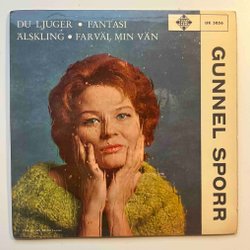 DU LJUGER • FANTASI
ÄLSKLING • FARVÄL MIN VÄN
GUNNEL SPORR